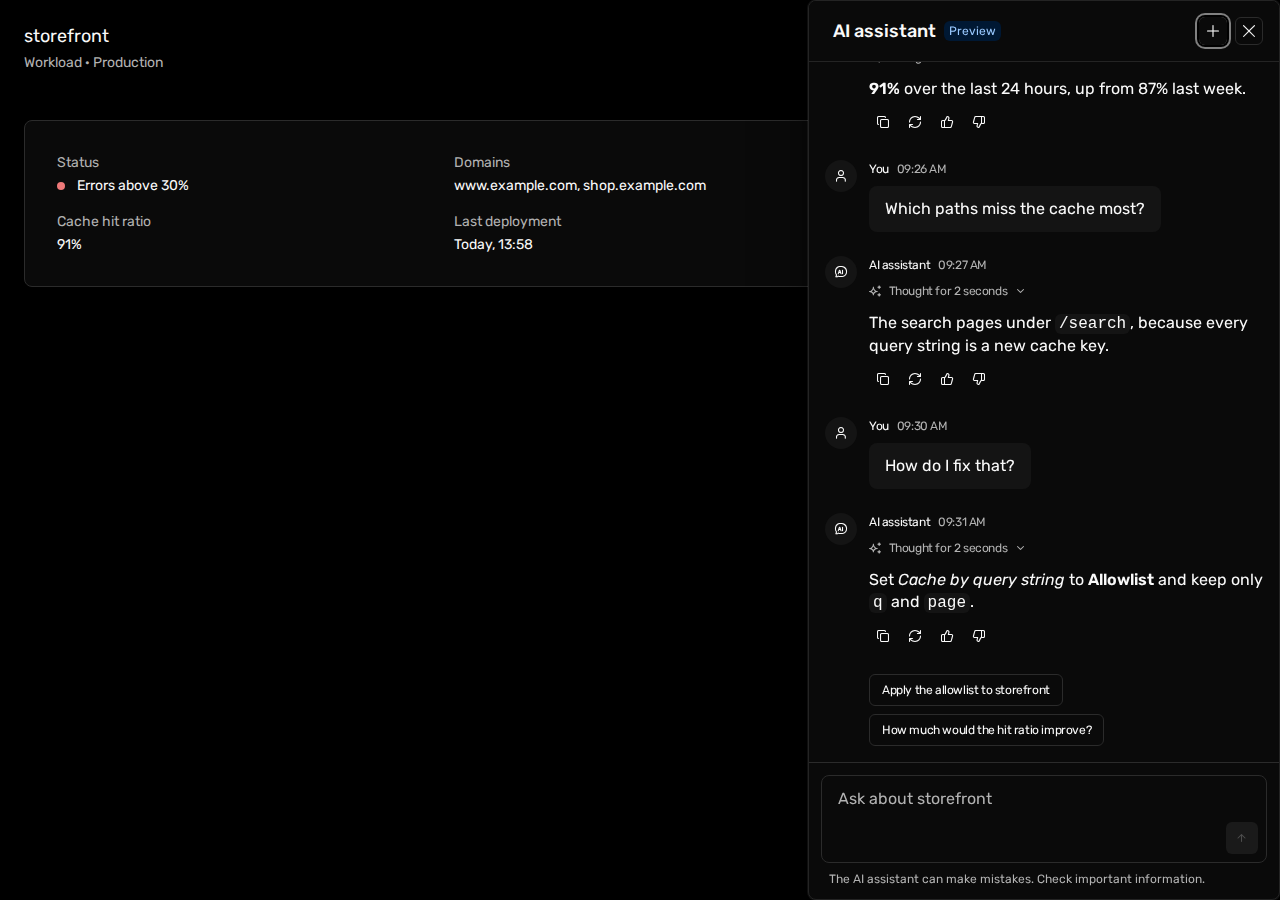 storefront
Workload • Production
Status
Errors above 30%
Domains
www.example.com, shop.example.com
Cache hit ratio
91%
Last deployment
Today, 13:58
AI assistant Preview
91% over the last 24 hours, up from 87% last week.
You 09:26 AM
Which paths miss the cache most?
AI assistant 09:27 AM
Thought for 2 seconds
The search pages under /search, because every
query string is a new cache key.
You 09:30 AM
How do I fix that?
AI assistant 09:31 AM
Thought for 2 seconds
Set Cache by query string to Allowlist and keep only
q and page.
Apply the allowlist to storefront
How much would the hit ratio improve?
Ask about storefront
The AI assistant can make mistakes. Check important information.